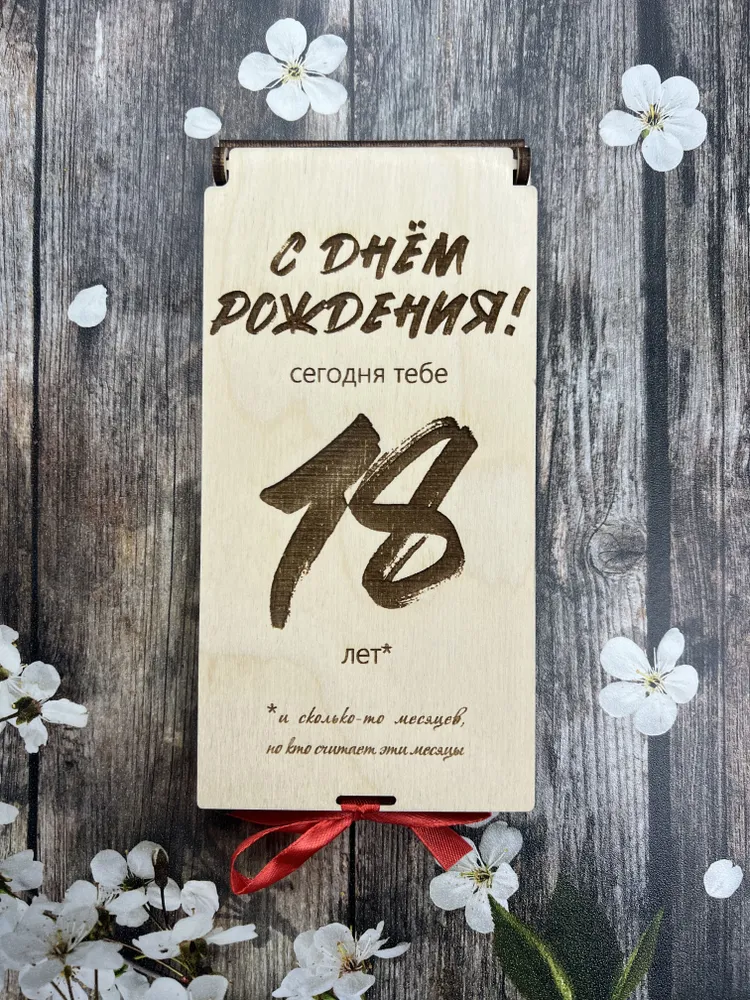 С ДНЁМ
РОЖДЕНИЯ!
сегодня тебе
18
лет*
*и сколько-то месяцев,
но кто считает эти месяцы